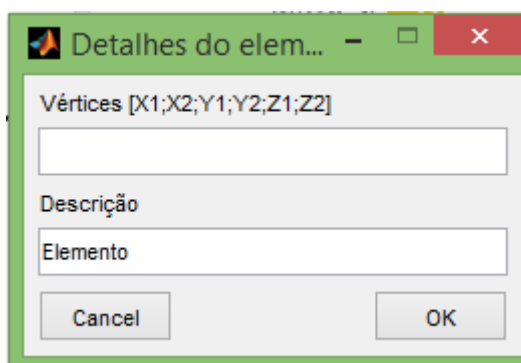 Detalhes do elem...
Vértices [X1;X2;Y1;Y2;Z1;Z2]
Descrição
Elemento
Cancel OK